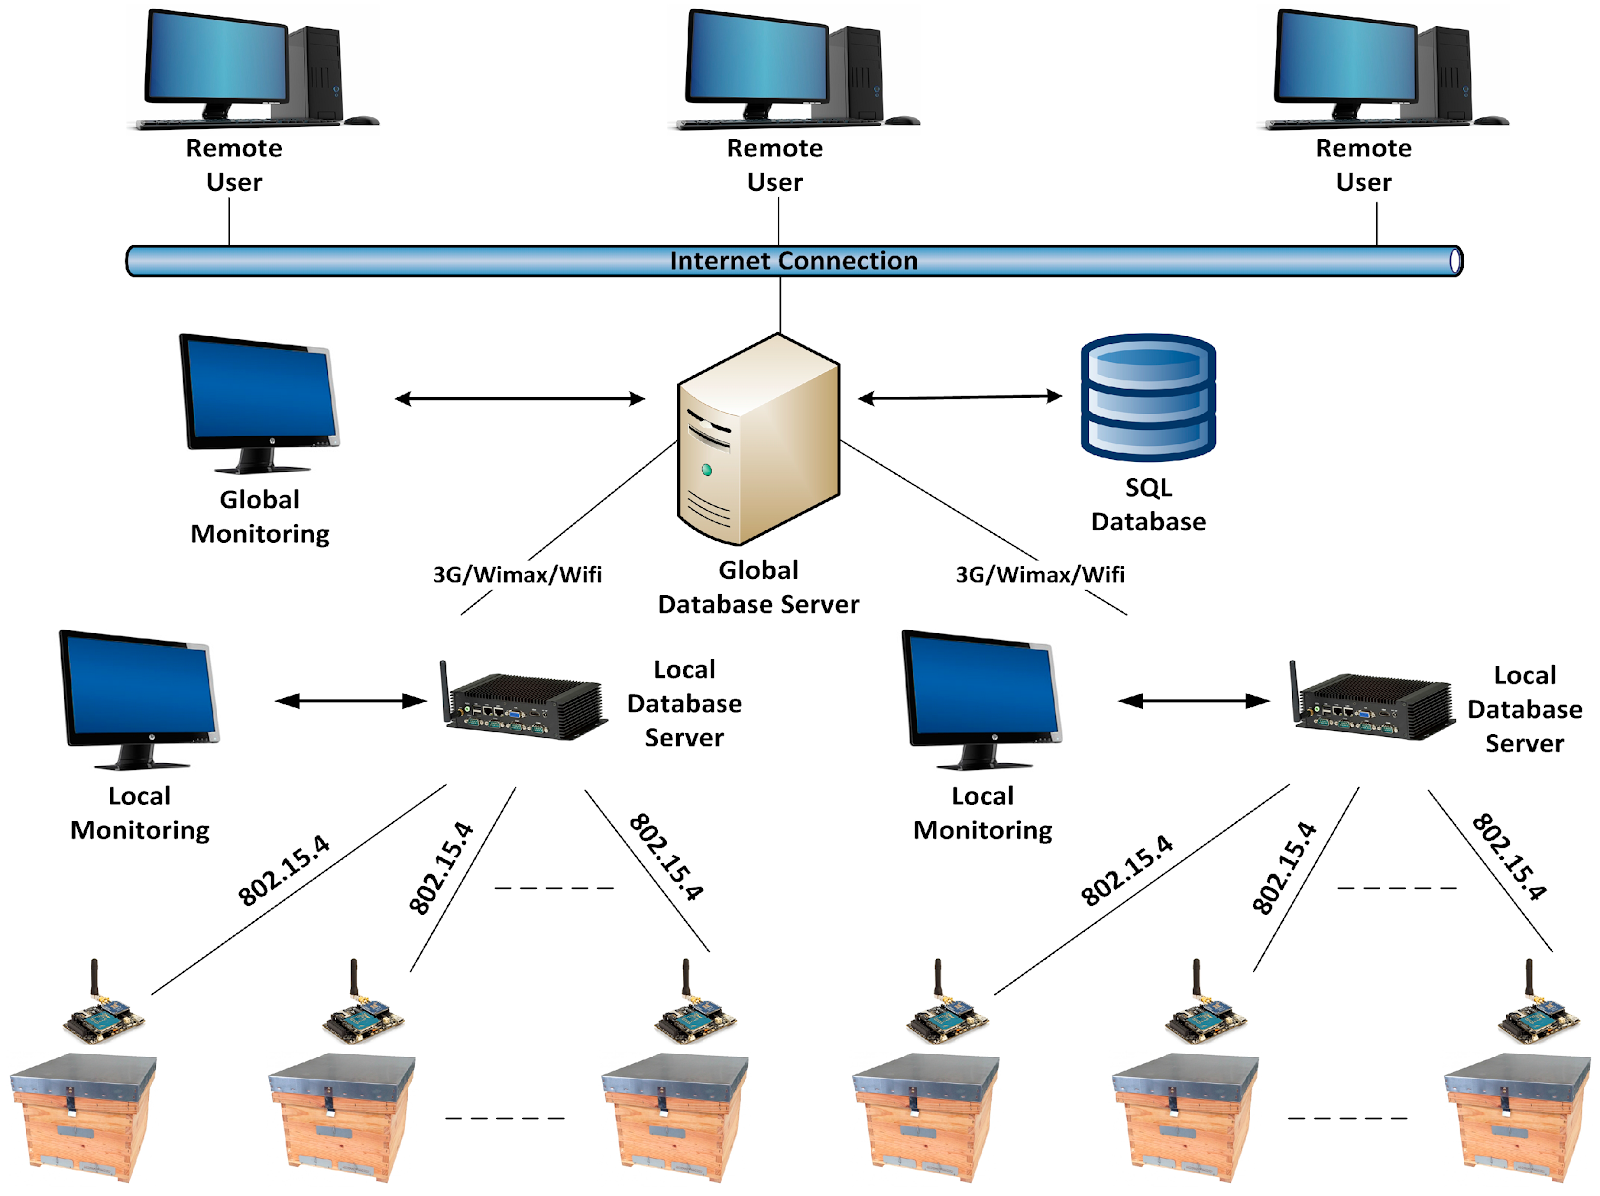 Remote
User
Remote
User
Remote
User
Internet Connection
Global
Monitoring
SQL
Database
3G/Wimax/Wifi
Global
Database Server
3G/Wimax/Wifi
Local
Monitoring
Local
Database
Server
Local
Monitoring
Local
Database
Server
802.15.4
802.15.4
802.15.4
802.15.4
802.15.4
802.15.4